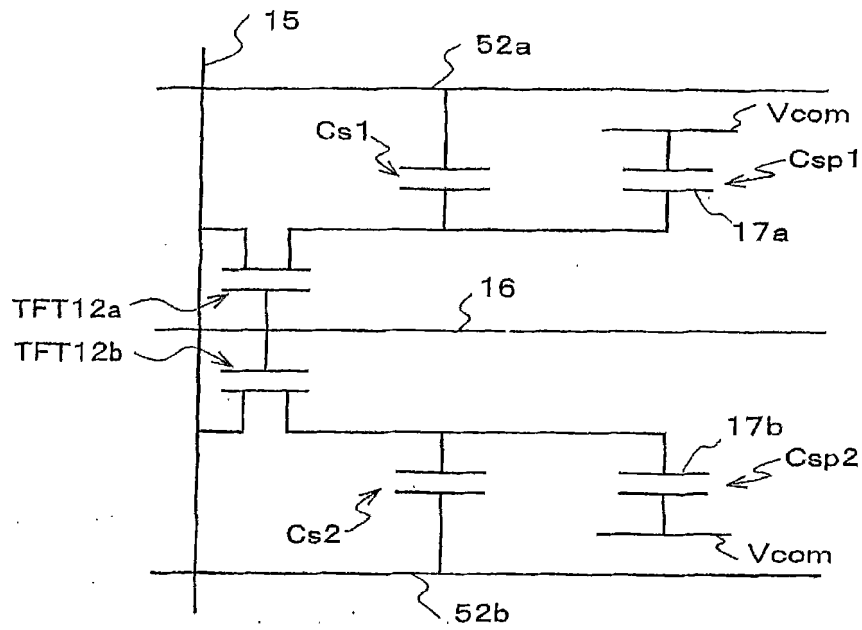 15
52a
Vcom
Cs1
Csp1
17a
TFT12a
16
TFT12b
17b
Csp2
Cs2
Vcom
52b